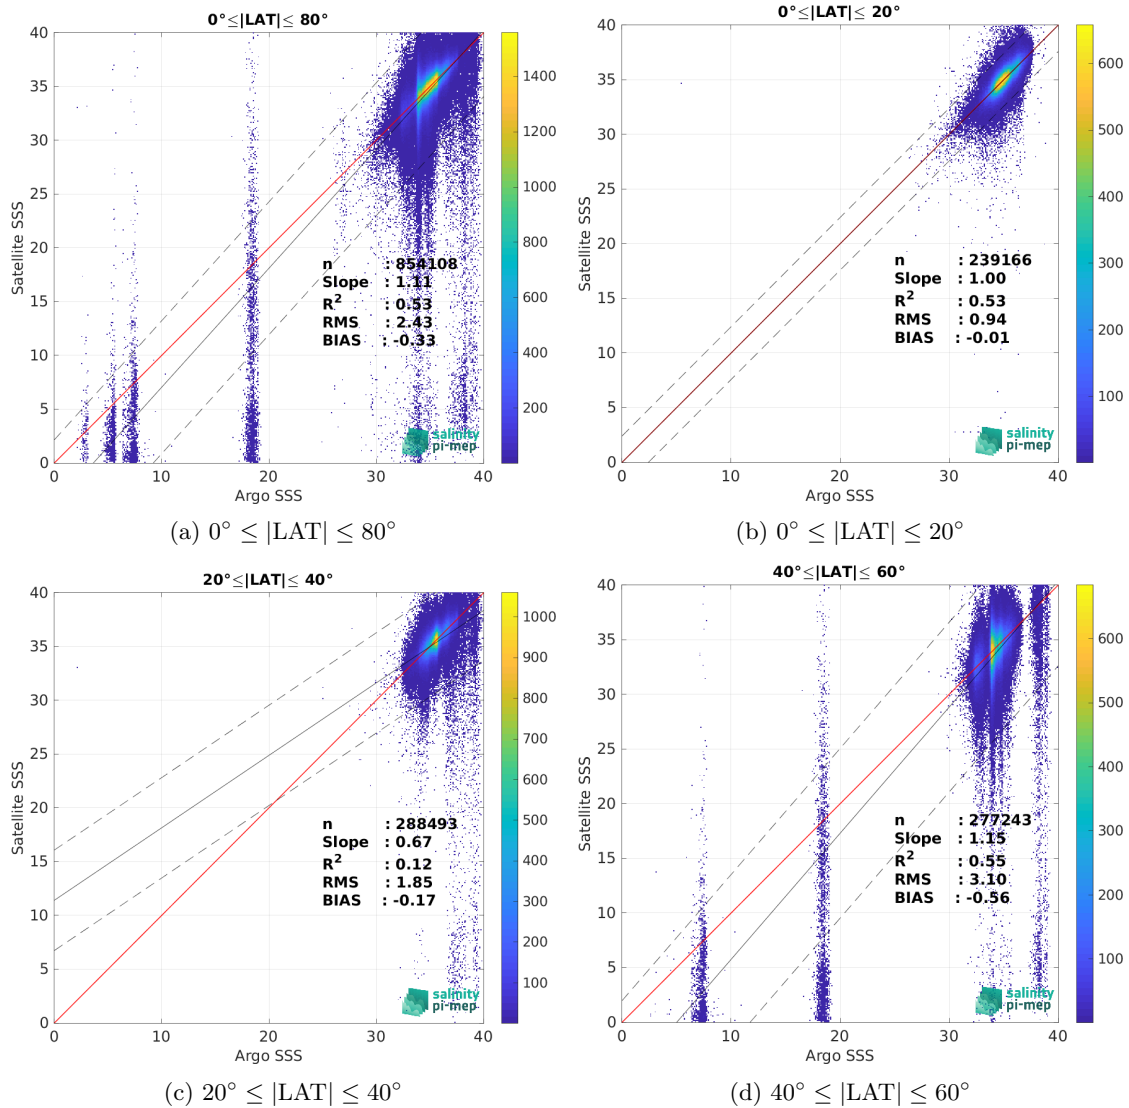 0°≤|LAT|≤ 80°
40
35
30
25
20
15
10
5
0
0
10
20
30
40
Satellite SSS
Argo SSS
n : 854108
Slope : 1.11
R² : 0.53
RMS : 2.43
BIAS : -0.33
salinity
pi-mep
1400
1200
1000
800
600
400
200
(a) 0° ≤ |LAT| ≤ 80°
0°≤|LAT|≤ 20°
40
35
30
25
20
15
10
5
0
0
10
20
30
40
Satellite SSS
Argo SSS
n : 239166
Slope : 1.00
R² : 0.53
RMS : 0.94
BIAS : -0.01
salinity
pi-mep
600
500
400
300
200
100
(b) 0° ≤ |LAT| ≤ 20°
20°≤|LAT|≤ 40°
40
35
30
25
20
15
10
5
0
0
10
20
30
40
Satellite SSS
Argo SSS
n : 288493
Slope : 0.67
R² : 0.12
RMS : 1.85
BIAS : -0.17
salinity
pi-mep
1000
900
800
700
600
500
400
300
200
100
(c) 20° ≤ |LAT| ≤ 40°
40°≤|LAT|≤ 60°
40
35
30
25
20
15
10
5
0
0
10
20
30
40
Satellite SSS
Argo SSS
n : 277243
Slope : 1.15
R² : 0.55
RMS : 3.10
BIAS : -0.56
salinity
pi-mep
600
500
400
300
200
100
(d) 40° ≤ |LAT| ≤ 60°